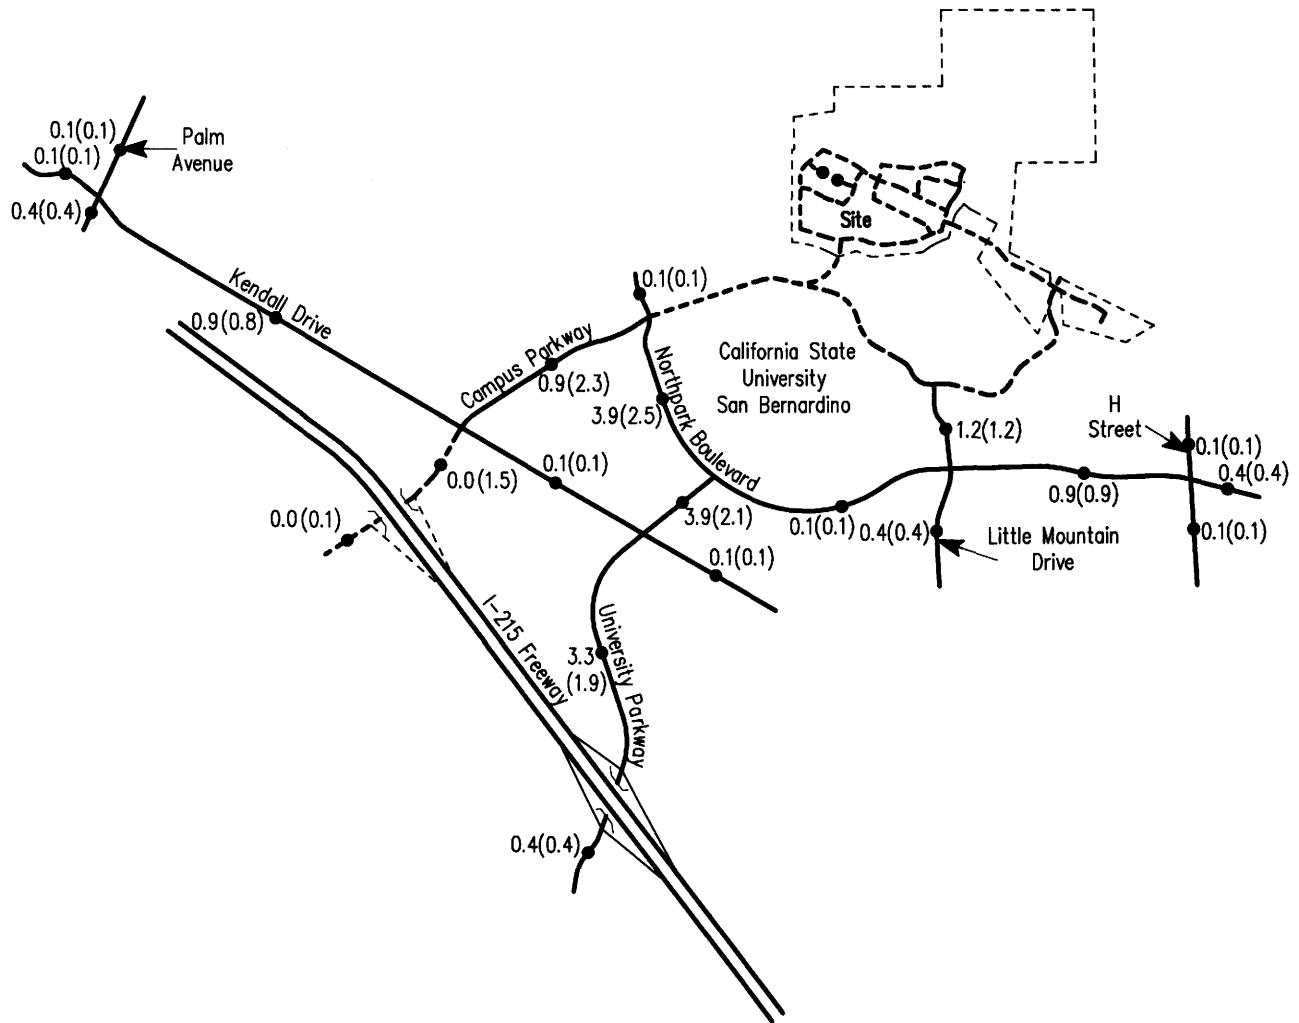 0.1(0.1)
Palm
Avenue
0.1(0.1)
0.4(0.4)
Site
Kendall Drive
0.9(0.8)
0.1(0.1)
Campus Parkway
0.9(2.3)
Northpark Boulevard
3.9(2.5)
California State
University
San Bernardino
H
Street
1.2(1.2)
0.1(0.1)
0.4(0.4)
0.0(1.5)
0.1(0.1)
0.9(0.9)
0.0(0.1)
3.9(2.1)
0.1(0.1)
0.4(0.4)
Little Mountain
Drive
0.1(0.1)
0.1(0.1)
I-215 Freeway
University Parkway
3.3
(1.9)
0.4(0.4)